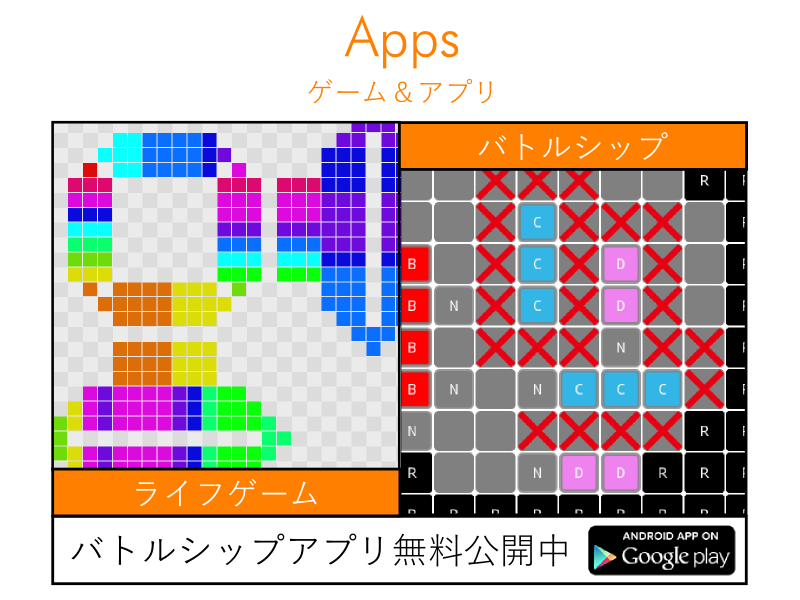 Apps
ゲーム＆アプリ
バトルシップ
R
C
B C D
B N C D
B N
B N N C C C
N R
R N D D R R
ライフゲーム
バトルシップアプリ無料公開中
ANDROID APP ON
Google play